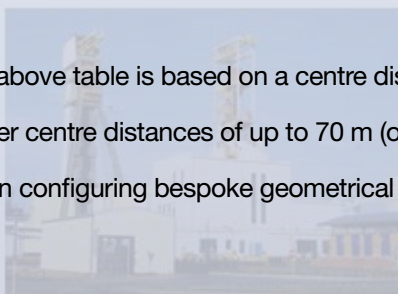 above table is based on a centre dis
er centre distances of up to 70 m (o
n configuring bespoke geometrical